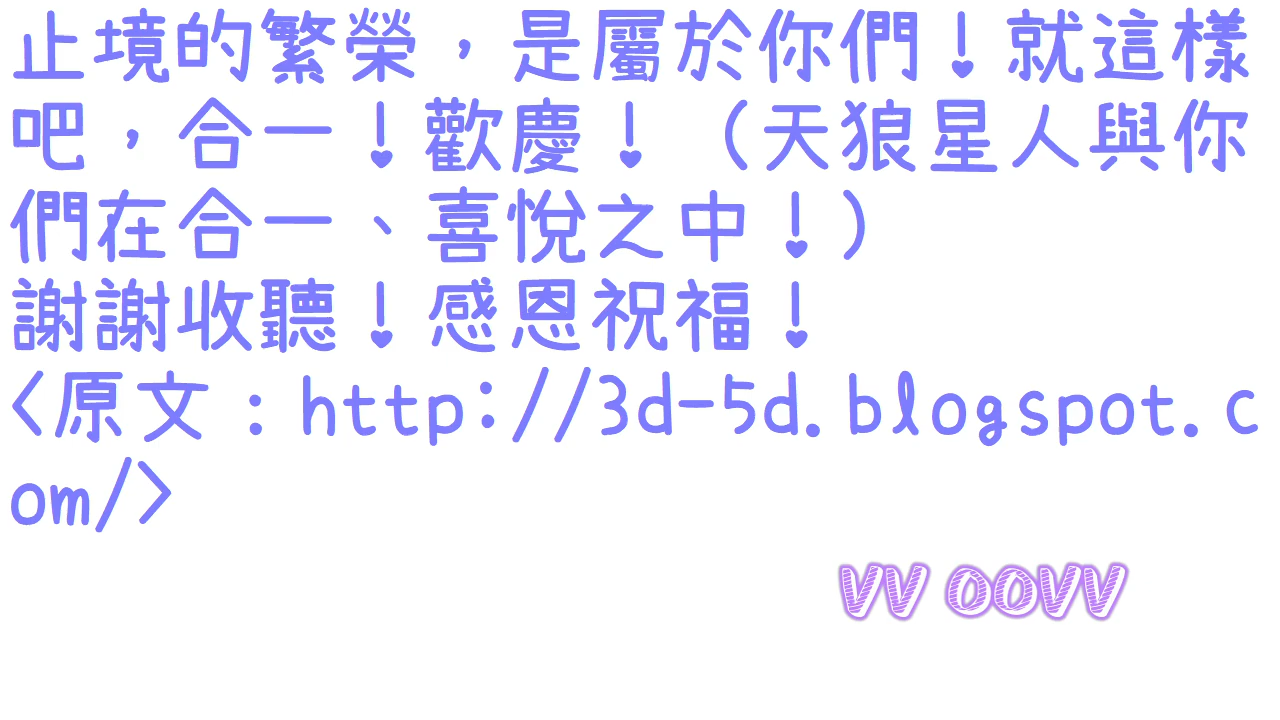 止境的繁榮，是屬於你們！就這樣
吧，合一！歡慶！（天狼星人與你
們在合一、喜悅之中！）
謝謝收聽！感恩祝福！
<原文：http://3d-5d.blogspot.c
om/>
VV OOVV